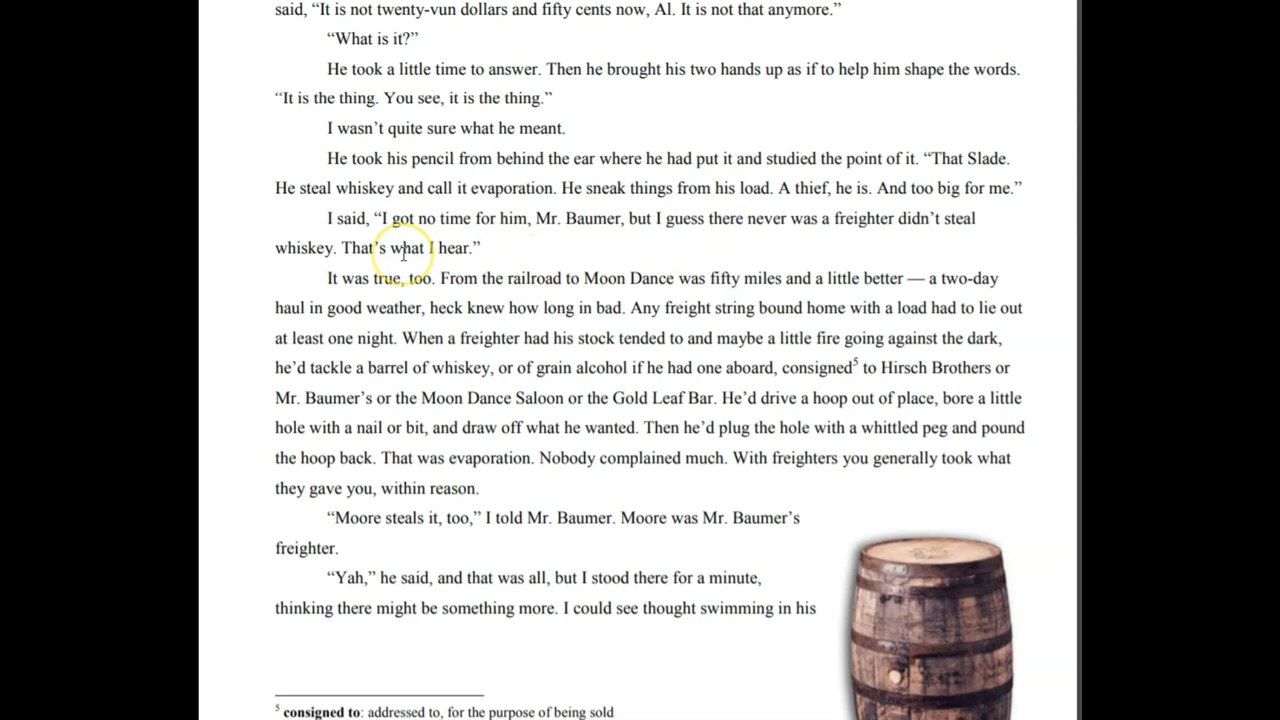 said, “It is not twenty-vun dollars and fifty cents now, Al. It is not that anymore.”
“What is it?”
He took a little time to answer. Then he brought his two hands up as if to help him shape the words.
“It is the thing. You see, it is the thing.”
I wasn’t quite sure what he meant.
He took his pencil from behind the ear where he had put it and studied the point of it. “That Slade.
He steal whiskey and call it evaporation. He sneak things from his load. A thief, he is. And too big for me.”
I said, “I got no time for him, Mr. Baumer, but I guess there never was a freighter didn’t steal
whiskey. That’s what I hear.”
It was true, too. From the railroad to Moon Dance was fifty miles and a little better — a two-day
haul in good weather, heck knew how long in bad. Any freight string bound home with a load had to lie out
at least one night. When a freighter had his stock tended to and maybe a little fire going against the dark,
he’d tackle a barrel of whiskey, or of grain alcohol if he had one aboard, consigned⁵ to Hirsch Brothers or
Mr. Baumer’s or the Moon Dance Saloon or the Gold Leaf Bar. He’d drive a hoop out of place, bore a little
hole with a nail or bit, and draw off what he wanted. Then he’d plug the hole with a whittled peg and pound
the hoop back. That was evaporation. Nobody complained much. With freighters you generally took what
they gave you, within reason.
“Moore steals it, too,” I told Mr. Baumer. Moore was Mr. Baumer’s
freighter.
“Yah,” he said, and that was all, but I stood there for a minute,
thinking there might be something more. I could see thought swimming in his
⁵ consigned to: addressed to, for the purpose of being sold